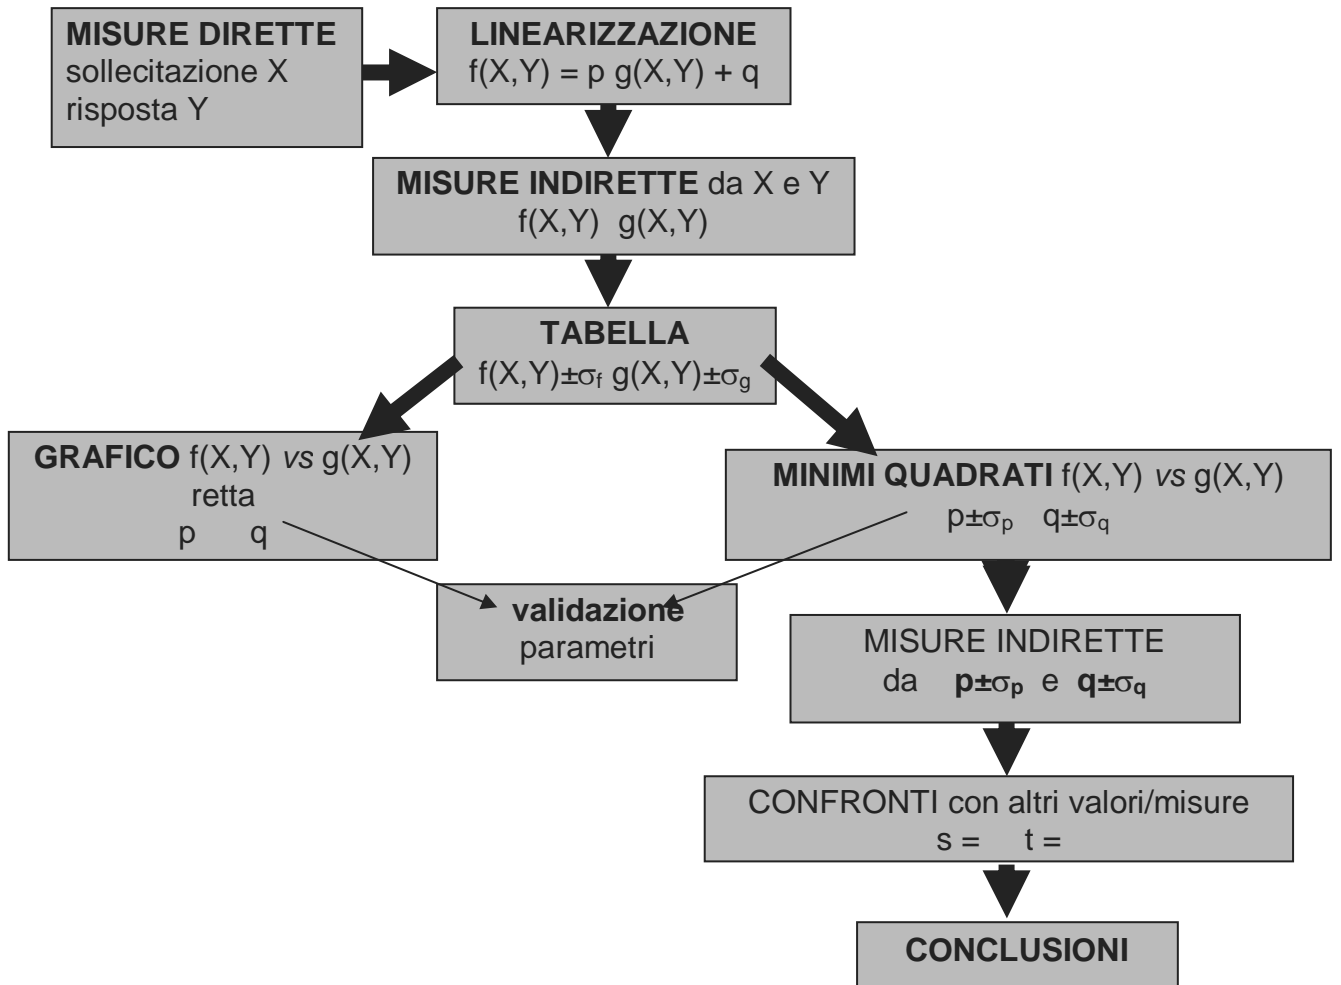 MISURE DIRETTE
sollecitazione X
risposta Y
LINEARIZZAZIONE
f(X,Y) = p g(X,Y) + q
MISURE INDIRETTE da X e Y
f(X,Y) g(X,Y)
TABELLA
f(X,Y)±σf g(X,Y)±σg
GRAFICO f(X,Y) vs g(X,Y)
retta
p q
MINIMI QUADRATI f(X,Y) vs g(X,Y)
p±σp q±σq
validazione
parametri
MISURE INDIRETTE
da p±σp e q±σq
CONFRONTI con altri valori/misure
s = t =
CONCLUSIONI